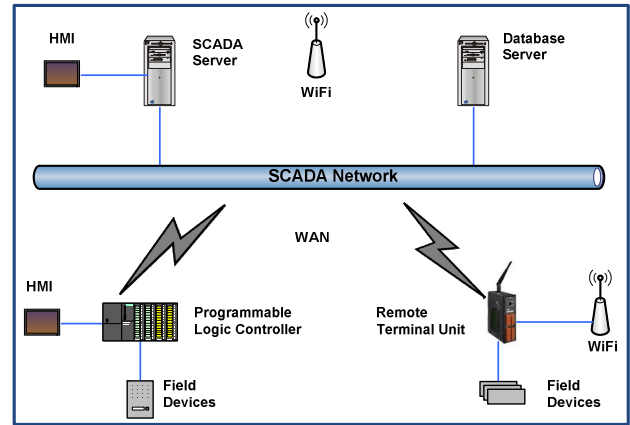 HMI
SCADA
Server
WiFi
Database
Server
SCADA Network
WAN
HMI
Programmable
Logic Controller
Remote
Terminal Unit
WiFi
Field
Devices
Field
Devices